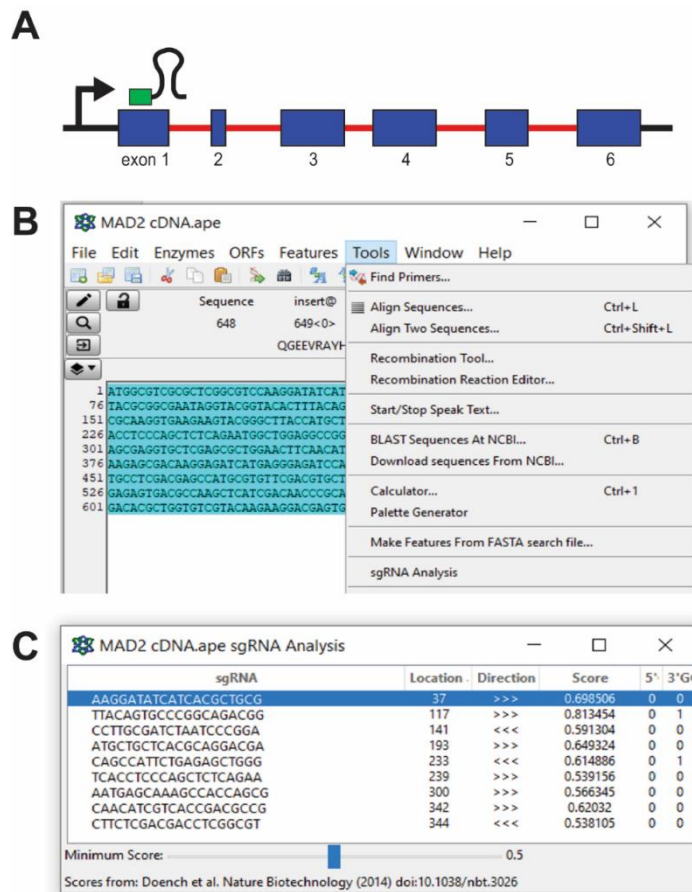 A
exon 1 2 3 4 5 6
B
MAD2 cDNA.ape
File Edit Enzymes ORFs Features Tools Window Help
Find Primers...
Sequence insert@
648 649<0>
QGEEVRAYH
Align Sequences... Ctrl+L
Align Two Sequences... Ctrl+Shift+L
Recombination Tool...
Recombination Reaction Editor...
Start/Stop Speak Text...
BLAST Sequences At NCBI... Ctrl+B
Download sequences From NCBI...
Calculator... Ctrl+1
Palette Generator
Make Features From FASTA search file...
sgRNA Analysis
1 ATGGCGTCGCGCTCGGCGTCCAAGGATATCAT
76 TACGCGGCGAATAGGTACGGTACACTTTACAG
151 CGCAAGGTGAAGAAGTACGGCTTACCATGCT
226 ACCTCCCAGCTCTCAGAATGGCTGGAGGCCGG
301 AGCGAGGTGCTCGAGCGCTGGAACTTCAACAT
376 AAGAGCGACAAGGAGATCATGAGGGAGATCCA
451 TGCCTCGACGAGCCATGCGTGTTCGACGTGCT
526 GAGAGTGACGCCAAGCTCATCGACAACCCGCA
601 GACACGCTGGTGTCGTACAAGAAGGACGAGTG
C
MAD2 cDNA.ape sgRNA Analysis
sgRNA Location Direction Score 5' 3'GG
AAGGATATCATCACGCTGCG 37 >>> 0.698506 0 0
TTACAGTGCCCGGCAGACGG 117 >>> 0.813454 0 1
CCTTGCGATCTAATCCCGGA 141 <<< 0.591304 0 0
ATGCTGCTCACGCAGGACGA 193 >>> 0.649324 0 0
CAGCCATTCTGAGAGCTGGG 233 <<< 0.614886 0 1
TCACCTCCCAGCTCTCAGAA 239 >>> 0.539156 0 0
AATGAGCAAAGCCACCAGCG 300 >>> 0.566345 0 0
CAACATCGTCACCGACGCCG 342 >>> 0.62032 0 0
CTTCTCGACGACCTCGGCGT 344 <<< 0.538105 0 0
Minimum Score: 0.5
Scores from: Doench et al. Nature Biotechnology (2014) doi:10.1038/nbt.3026